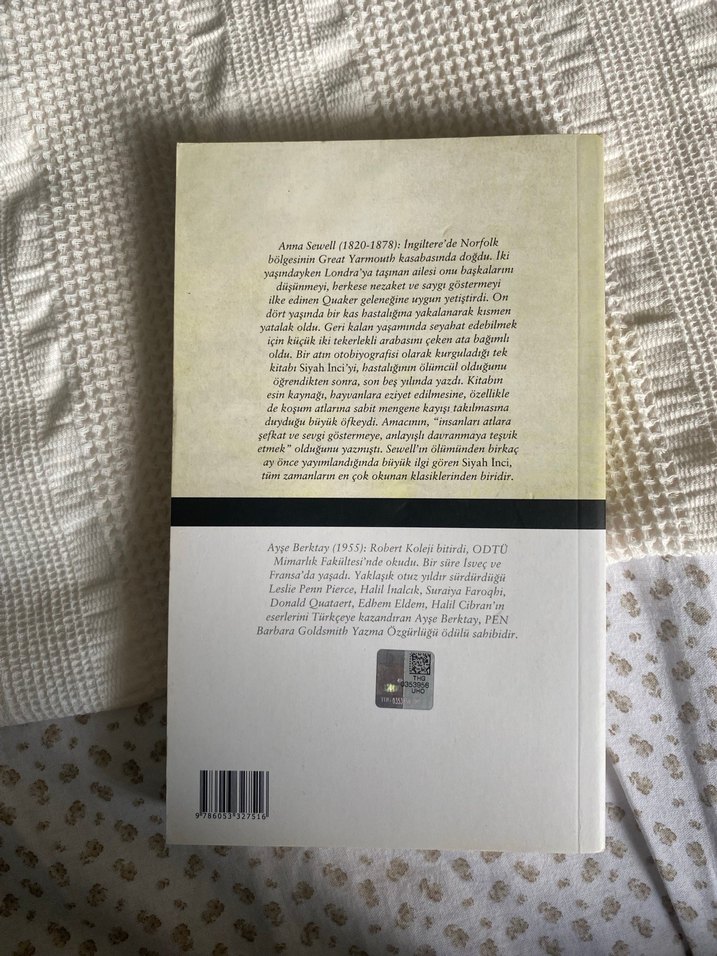 Anna Sewell (1820-1878): İngiltere'de Norfolk
bölgesinin Great Yarmouth kasabasında doğdu. İki
yaşındayken Londra'ya taşınan ailesi onu başkalarını
düşünmeyi, herkese nezaket ve saygı göstermeyi
ilke edinen Quaker geleneğine uygun yetiştirdi. On
dört yaşında bir kas hastalığına yakalanarak kısmen
yatalak oldu. Geri kalan yaşamında seyahat edebilmek
için küçük iki tekerlekli arabasını çeken ata bağımlı
oldu. Bir atın otobiyografisi olarak kurguladığı tek
kitabı Siyah İnci'yi, hastalığının ölümcül olduğunu
öğrendikten sonra, son beş yılında yazdı. Kitabın
esin kaynağı, hayvanlara eziyet edilmesine, özellikle
de koşum atlarına sabit mengene kayışı takılmasına
duyduğu büyük öfkeydi. Amacının, "insanları atlara
şefkat ve sevgi göstermeye, anlayışlı davranmaya teşvik
etmek" olduğunu yazmıştı. Sewell'ın ölümünden birkaç
ay önce yayımlandığında büyük ilgi gören Siyah İnci,
tüm zamanların en çok okunan klasiklerinden biridir.
Ayşe Berktay (1955): Robert Koleji bitirdi, ODTÜ
Mimarlık Fakültesi'nde okudu. Bir süre İsveç ve
Fransa'da yaşadı. Yaklaşık otuz yıldır sürdürdüğü
Leslie Penn Pierce, Halil İnalcık, Suraiya Faroqhi,
Donald Quataert, Edhem Eldem, Halil Cibran'ın
eserlerini Türkçeye kazandıran Ayşe Berktay, PEN
Barbara Goldsmith Yazma Özgürlüğü ödülü sahibidir.
THG
0353956
UHO
9 786053 327516